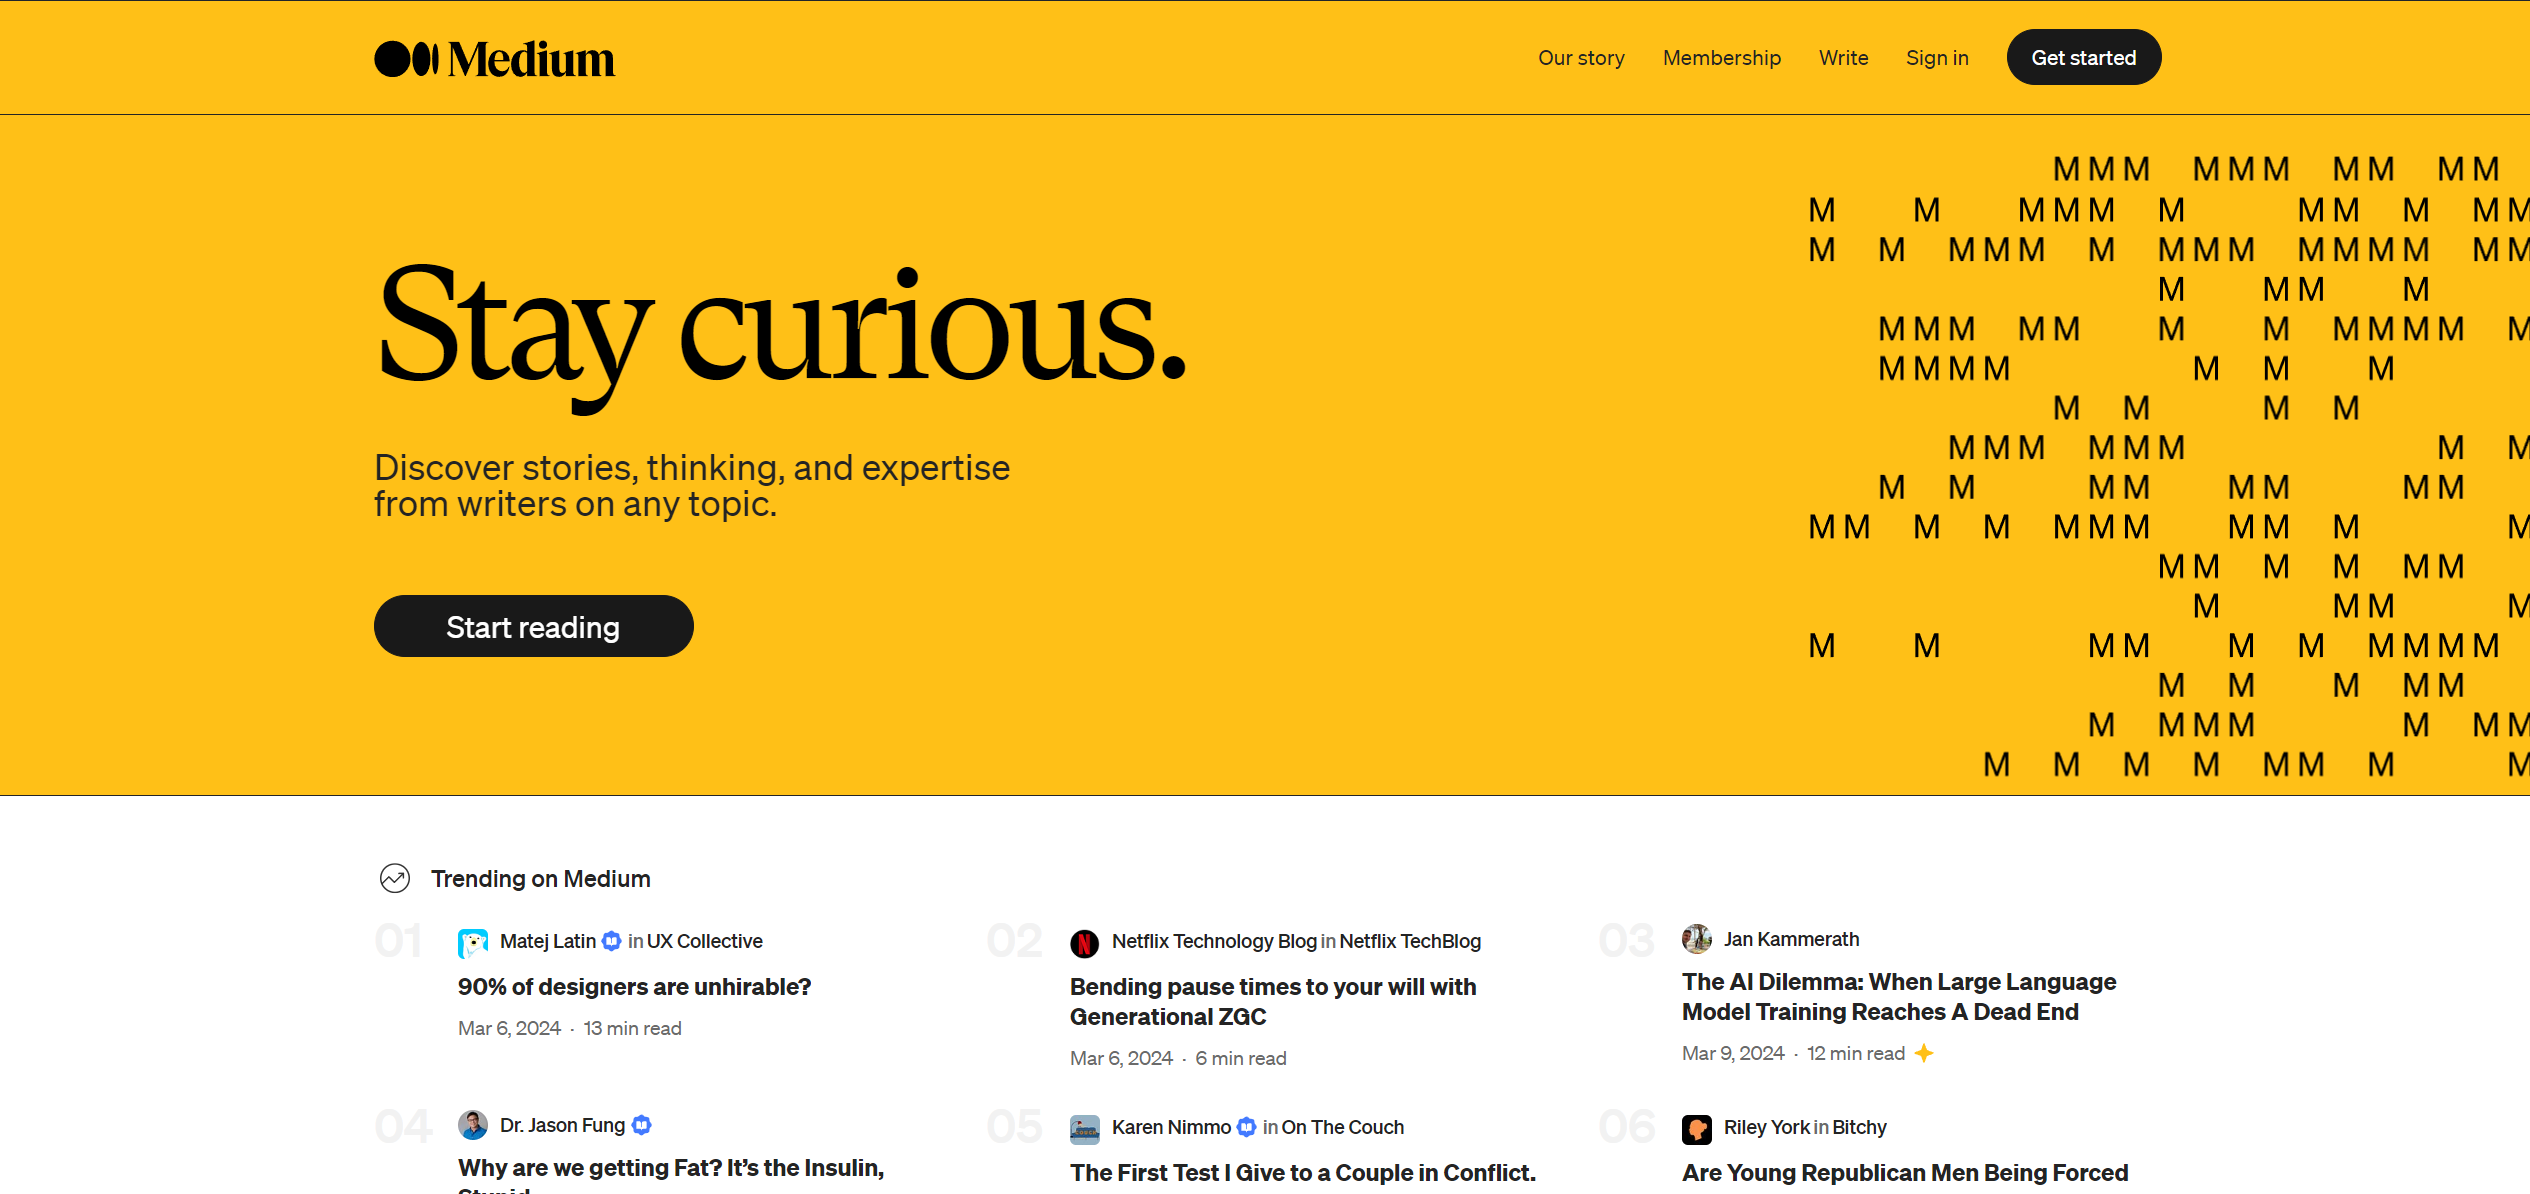 Medium
Our story Membership Write Sign in Get started
M M M M M M M M M M
M M M M M M M M M M M M
M M M M M M M M M M M M M M M M M
M M M M
M M M M M M M M M M M M
M M M M M M M
M M M M
M M M M M M M M
M M M M M M M M
M M M M M M M M M M M
M M M M M M
M M M M
M M M M M M M M M M
M M M M M
M M M M M M M
M M M M M M M M
Stay curious.
Discover stories, thinking, and expertise
from writers on any topic.
Start reading
Trending on Medium
01
Matej Latin in UX Collective
90% of designers are unhirable?
Mar 6, 2024 · 13 min read
02
Netflix Technology Blog in Netflix TechBlog
Bending pause times to your will with
Generational ZGC
Mar 6, 2024 · 6 min read
03
Jan Kammerath
The AI Dilemma: When Large Language
Model Training Reaches A Dead End
Mar 9, 2024 · 12 min read
04
Dr. Jason Fung
Why are we getting Fat? It’s the Insulin,
05
Karen Nimmo in On The Couch
The First Test I Give to a Couple in Conflict.
06
Riley York in Bitchy
Are Young Republican Men Being Forced